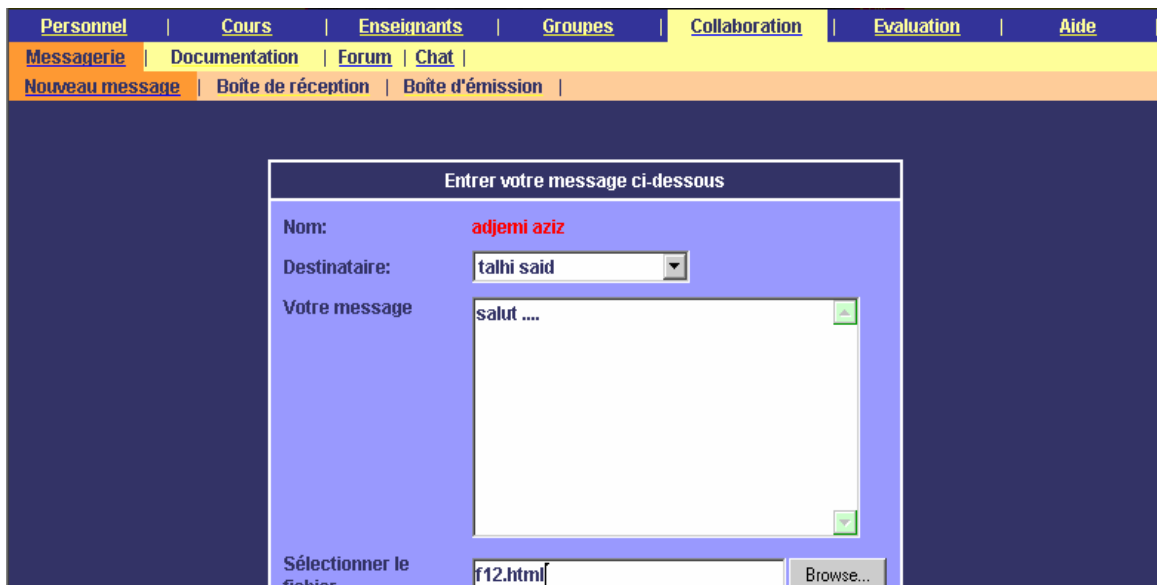 Personnel | Cours | Enseignants | Groupes | Collaboration | Evaluation | Aide |
Messagerie | Documentation | Forum | Chat |
Nouveau message | Boîte de réception | Boîte d'émission |
Entrer votre message ci-dessous
Nom: adjemi aziz
Destinataire: talhi said
Votre message salut ....
Sélectionner le
fichier f12.html Browse...